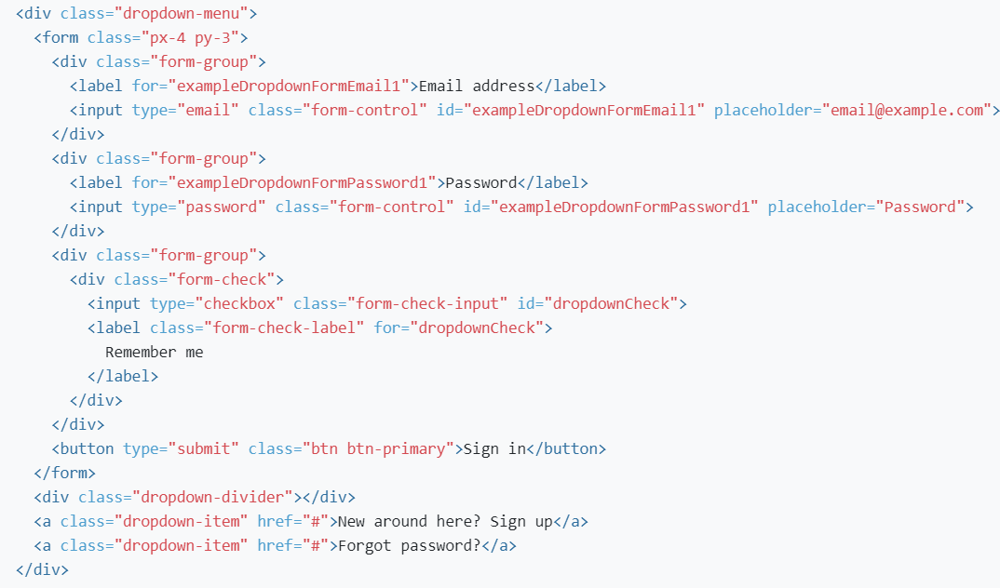 <div class="dropdown-menu">
  <form class="px-4 py-3">
    <div class="form-group">
      <label for="exampleDropdownFormEmail1">Email address</label>
      <input type="email" class="form-control" id="exampleDropdownFormEmail1" placeholder="email@example.com">
    </div>
    <div class="form-group">
      <label for="exampleDropdownFormPassword1">Password</label>
      <input type="password" class="form-control" id="exampleDropdownFormPassword1" placeholder="Password">
    </div>
    <div class="form-group">
      <div class="form-check">
        <input type="checkbox" class="form-check-input" id="dropdownCheck">
        <label class="form-check-label" for="dropdownCheck">
          Remember me
        </label>
      </div>
    </div>
    <button type="submit" class="btn btn-primary">Sign in</button>
  </form>
  <div class="dropdown-divider"></div>
  <a class="dropdown-item" href="#">New around here? Sign up</a>
  <a class="dropdown-item" href="#">Forgot password?</a>
</div>